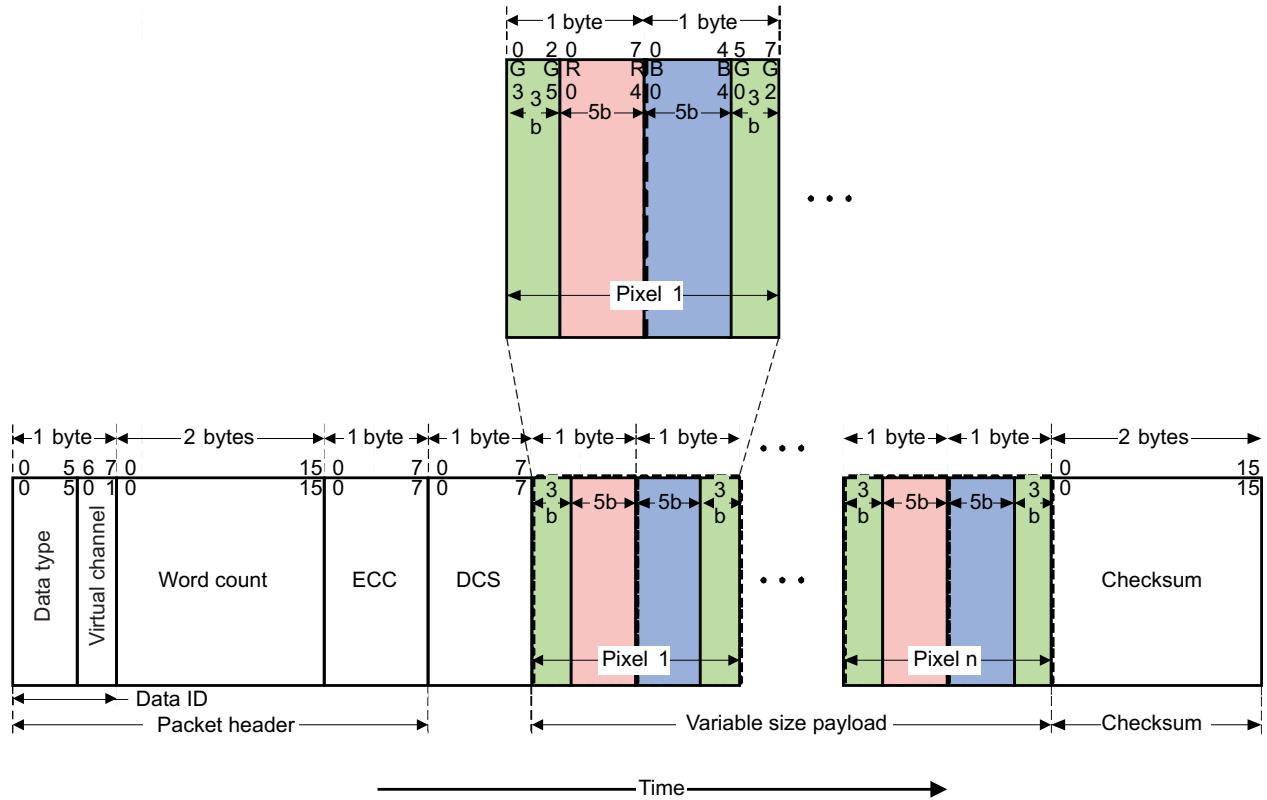 1 byte 1 byte
0 2 0 7 0 4 5 7
G G R R B B G G
3 5 0 4 0 4 0 2
3 b 5b 5b 3 b
...
Pixel 1
1 byte 2 bytes 1 byte 1 byte 1 byte 1 byte ... 1 byte 1 byte 2 bytes
0 5 6 7 0 15 0 7 0 7 0 15
0 5 0 1 0 15 0 7 0 7 0 15
3 b 5b 5b 3 b 3 b 5b 5b 3 b
Data type
Virtual channel
Word count ECC DCS ... Checksum
Pixel 1 Pixel n
Data ID
Packet header Variable size payload Checksum
Time